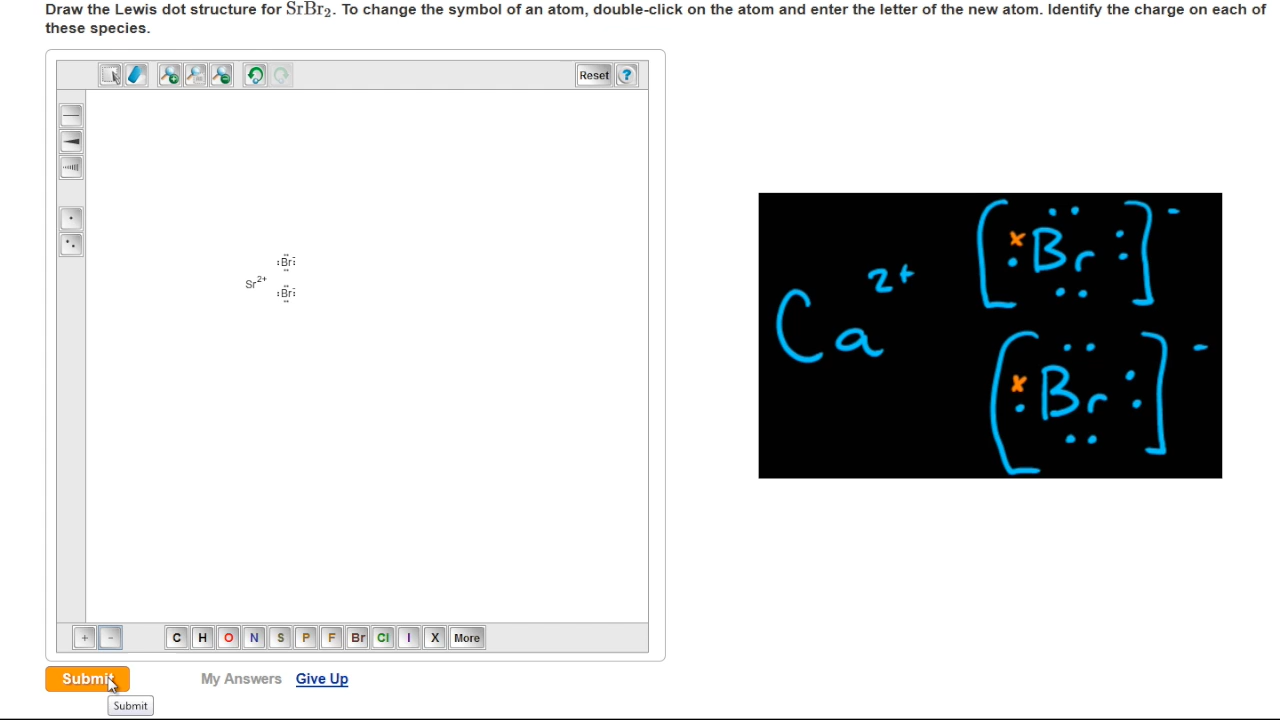 Draw the Lewis dot structure for SrBr₂. To change the symbol of an atom, double-click on the atom and enter the letter of the new atom. Identify the charge on each of
these species.
Reset ?
:Br:
Sr²⁺
:Br:
Ca²⁺
[Br]⁻
[Br]⁻
+ - C H O N S P F Br Cl I X More
Submit My Answers Give Up
Submit